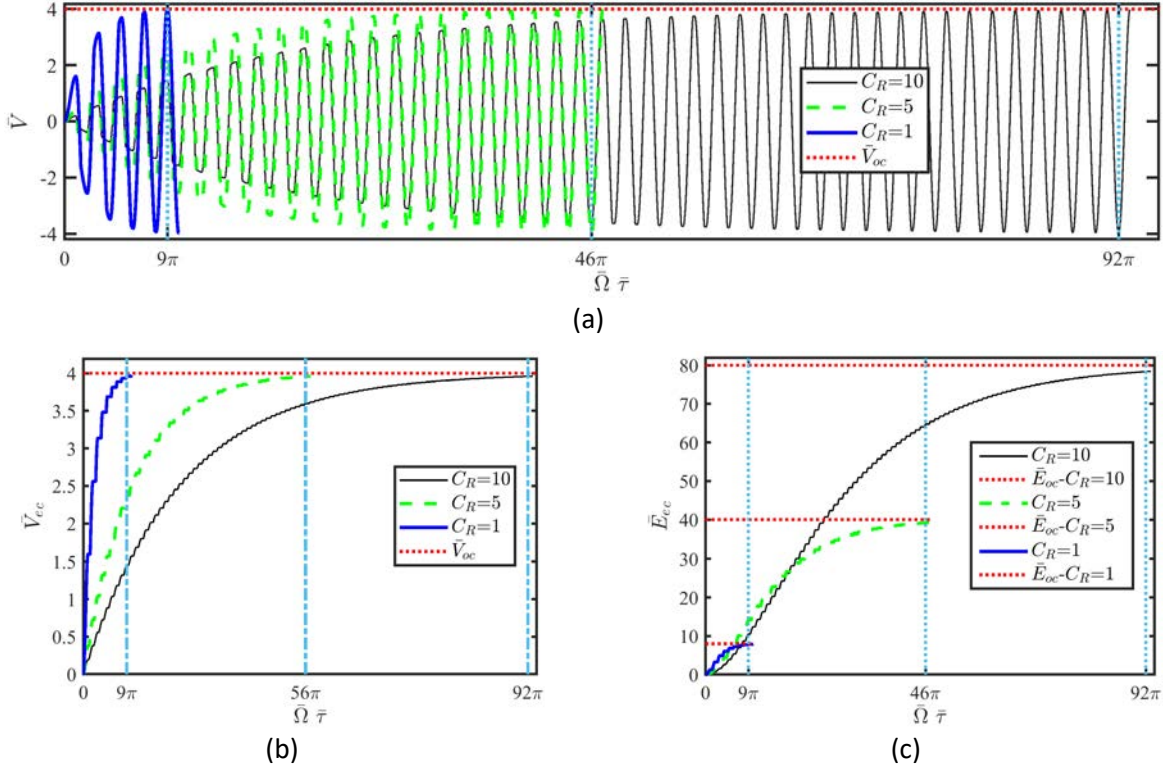 4
2
0
-2
-4
V̄
C_R=10
C_R=5
C_R=1
V̄_oc
0 9π 46π 92π
Ω̄ τ̄
(a)
4
3.5
3
2.5
2
1.5
1
0.5
0
V̄_ec
C_R=10
C_R=5
C_R=1
V̄_oc
0 9π 56π 92π
Ω̄ τ̄
(b)
80
70
60
50
40
30
20
10
0
Ē_ec
C_R=10
Ē_oc-C_R=10
C_R=5
Ē_oc-C_R=5
C_R=1
Ē_oc-C_R=1
0 9π 46π 92π
Ω̄ τ̄
(c)